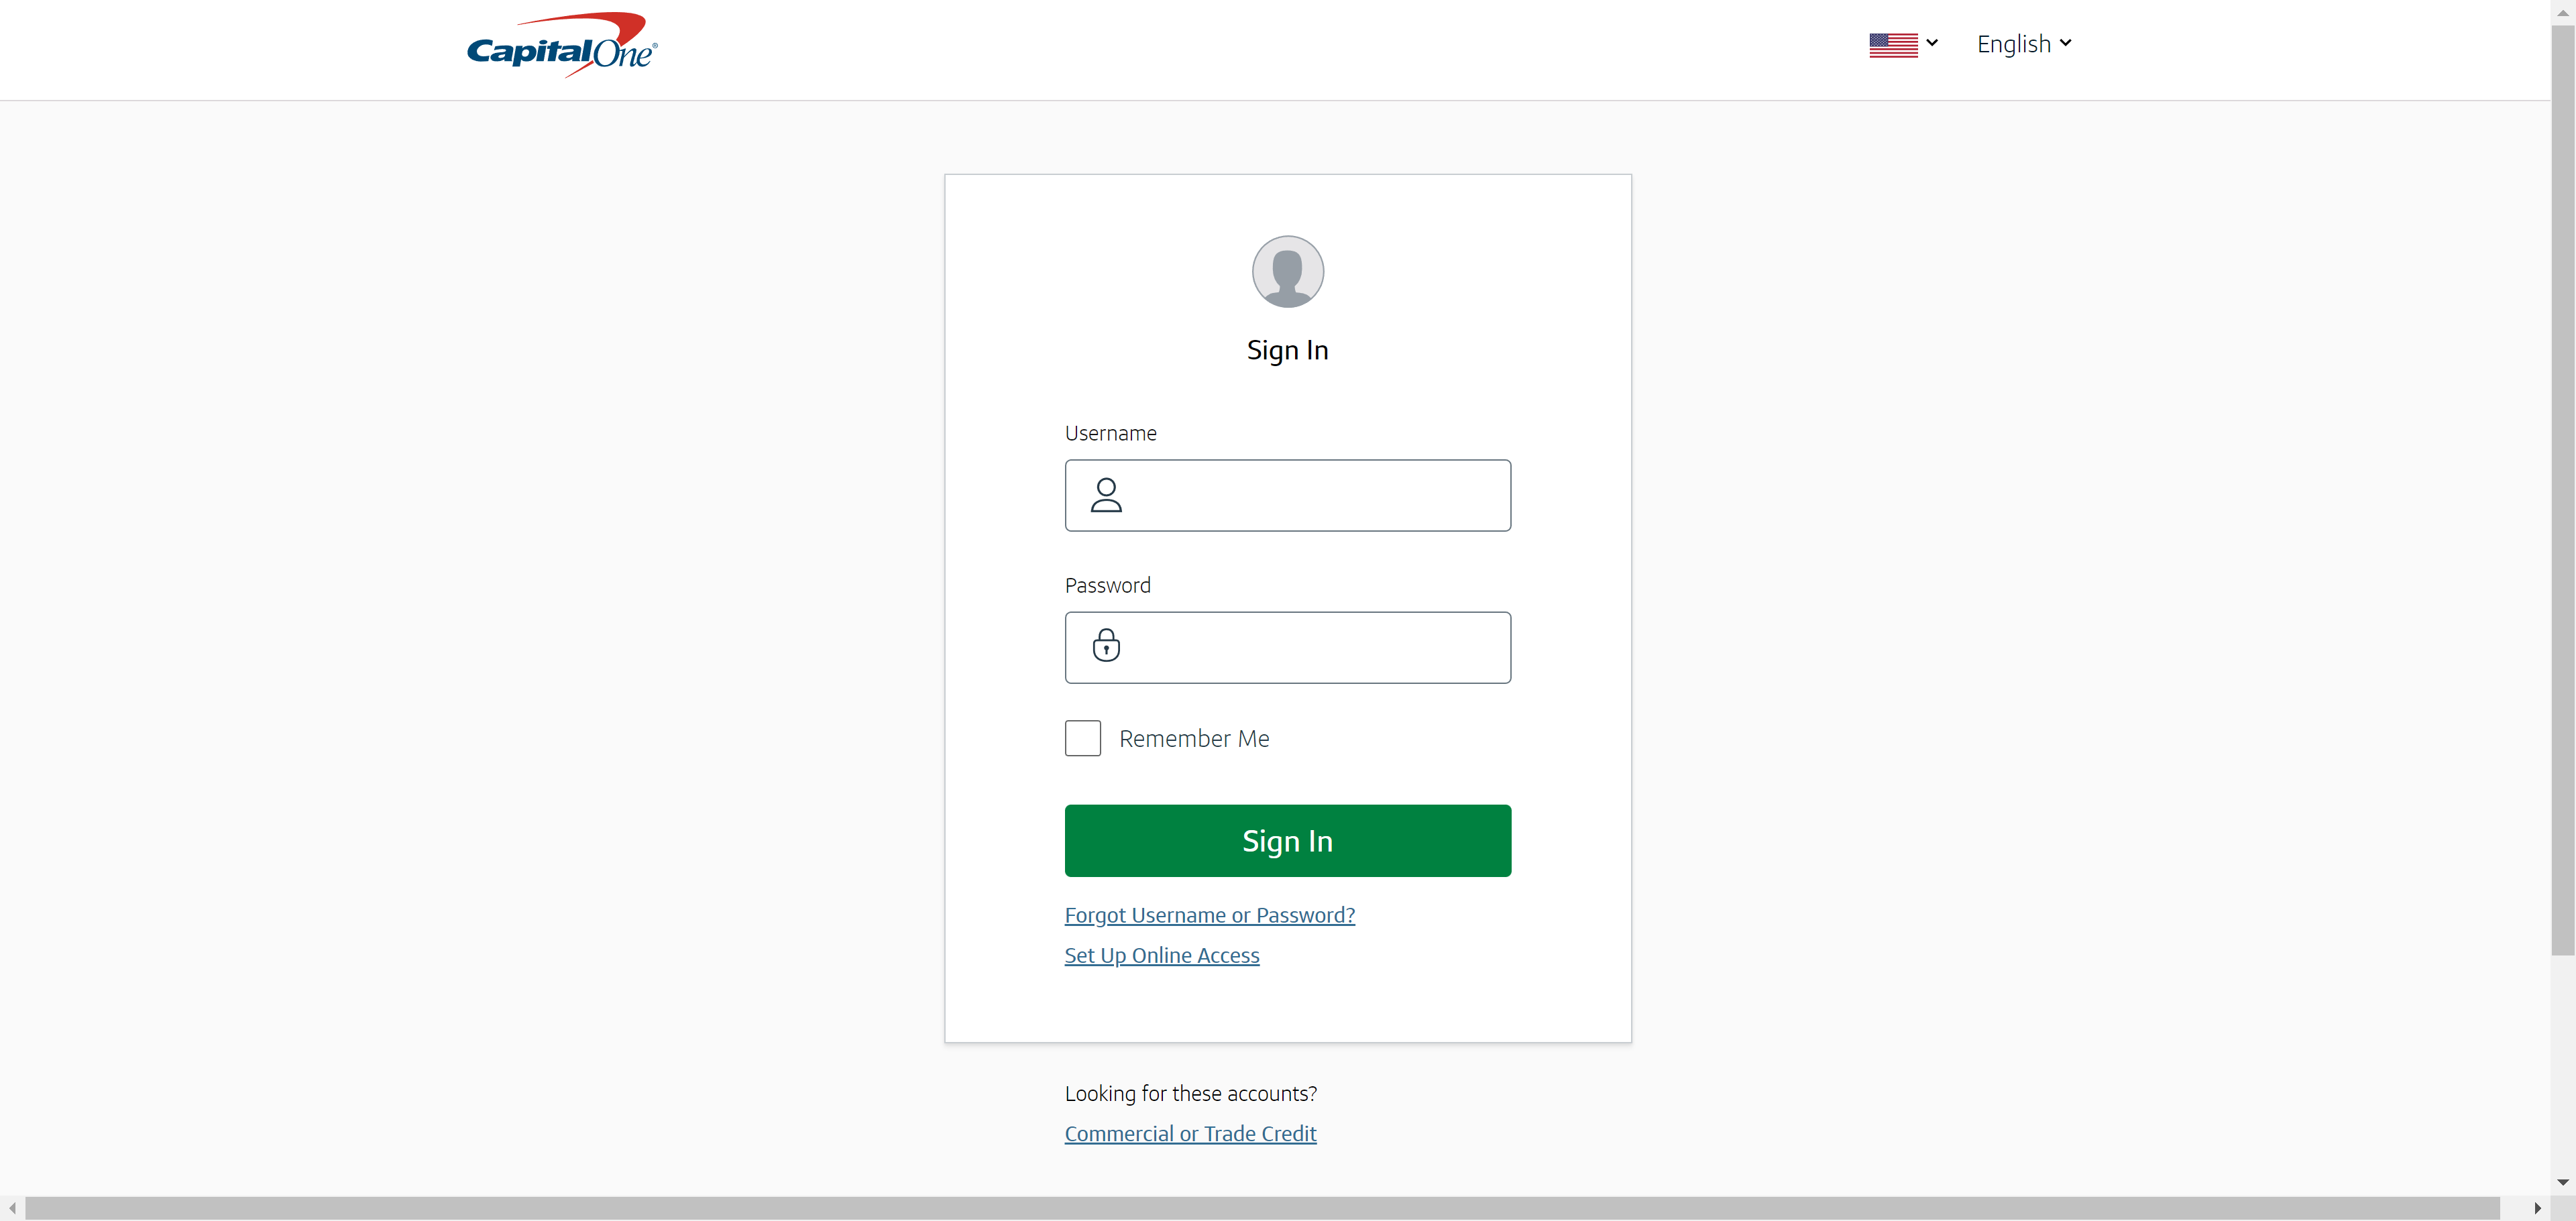 CapitalOne®
English
Sign In
Username
Password
Remember Me
Sign In
Forgot Username or Password?
Set Up Online Access
Looking for these accounts?
Commercial or Trade Credit